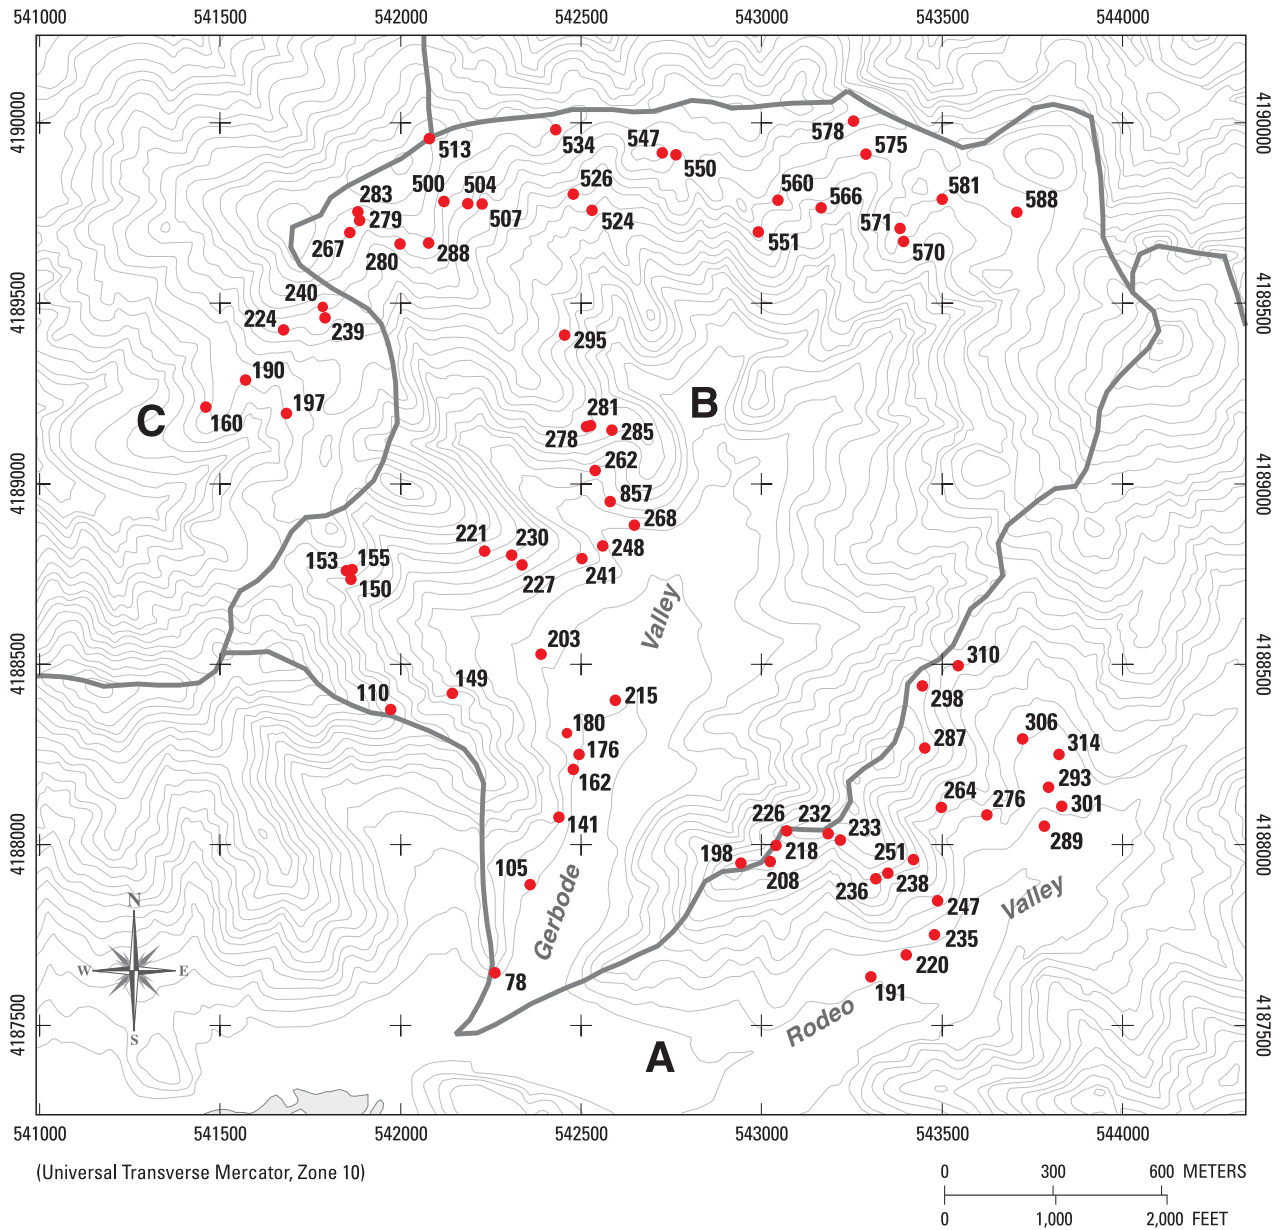 541000 541500 542000 542500 543000 543500 544000
4190000 4190000
578
513 534 547 575
550
283 500 504 526 560 566 581 588
279 507 524 571
267 280 288 551 570
4189500 4189500
240
224 239
295
190
C B
160 197
281
278 285
262
4189000 4189000
857
268
221 230 248
153 155
150 227 241
Valley
203
4188500 4188500
310
149
110 215 298
180 306
176 287 314
162 293
264 276 301
141 226 232 233 289
4188000 4188000
198 218 251
208
105 236 238
Valley
247
N
Gerbode
235
W E
220
78 191
Rodeo
4187500 4187500
S
A
541000 541500 542000 542500 543000 543500 544000
(Universal Transverse Mercator, Zone 10)
0 300 600 METERS
0 1,000 2,000 FEET